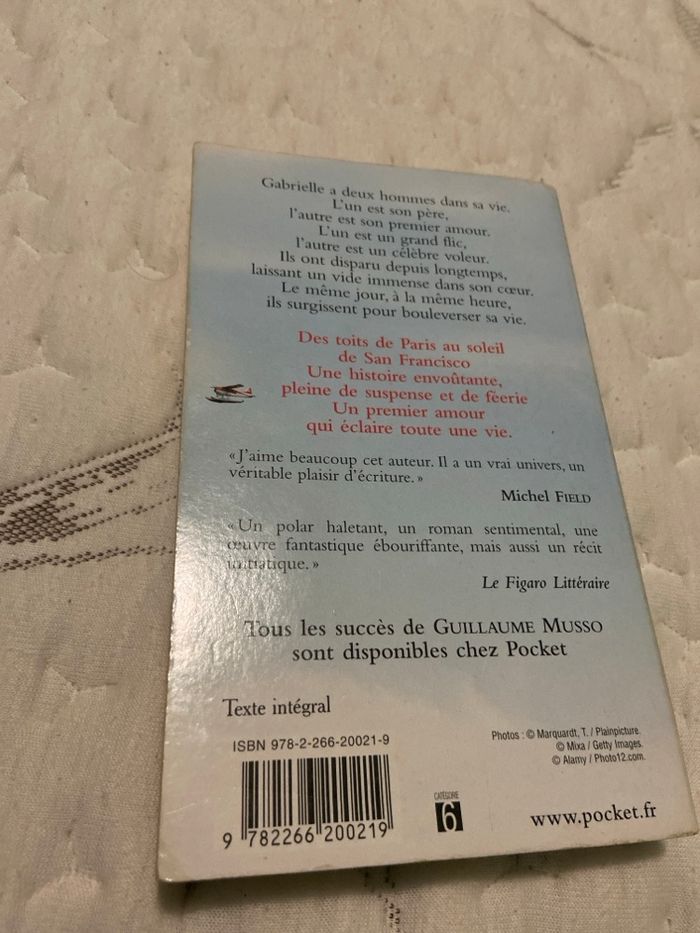 Gabrielle a deux hommes dans sa vie.
L'un est son père,
l'autre est son premier amour.
L'un est un grand flic,
l'autre est un célèbre voleur.
Ils ont disparu depuis longtemps,
laissant un vide immense dans son cœur.
Le même jour, à la même heure,
ils surgissent pour bouleverser sa vie.
Des toits de Paris au soleil
de San Francisco
Une histoire envoûtante,
pleine de suspense et de féerie
Un premier amour
qui éclaire toute une vie.
« J'aime beaucoup cet auteur. Il a un vrai univers, un
véritable plaisir d'écriture. »
Michel FIELD
« Un polar haletant, un roman sentimental, une
œuvre fantastique ébouriffante, mais aussi un récit
initiatique. »
Le Figaro Littéraire
Tous les succès de GUILLAUME MUSSO
sont disponibles chez Pocket
Texte intégral
ISBN 978-2-266-20021-9
9 782266 200219
Photos : © Marquardt, T. / Plainpicture.
© Mixa / Getty Images.
© Alamy / Photo12.com.
CATÉGORIE
6
www.pocket.fr